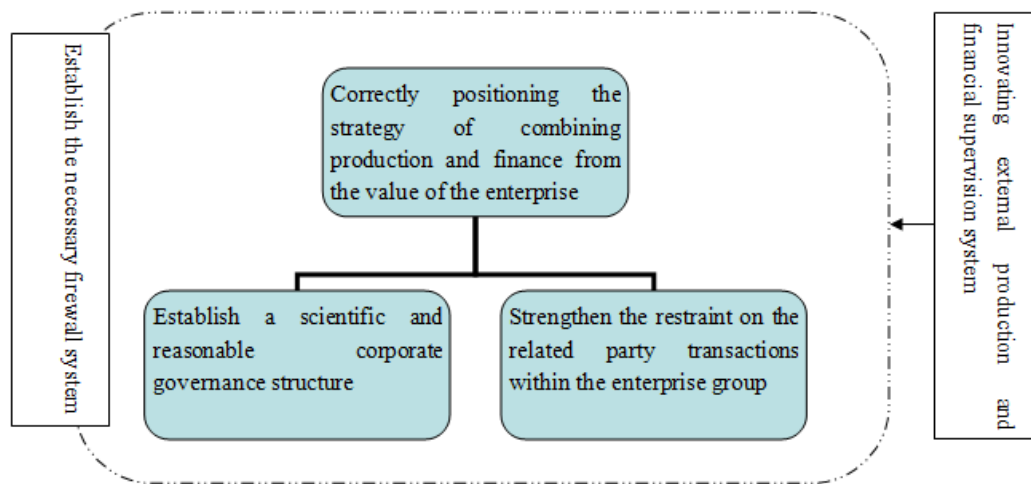 Establish the necessary firewall system
Correctly positioning the
strategy of combining
production and finance from
the value of the enterprise
Establish a scientific and
reasonable corporate
governance structure
Strengthen the restraint on the
related party transactions
within the enterprise group
Innovating external production and
financial supervision system